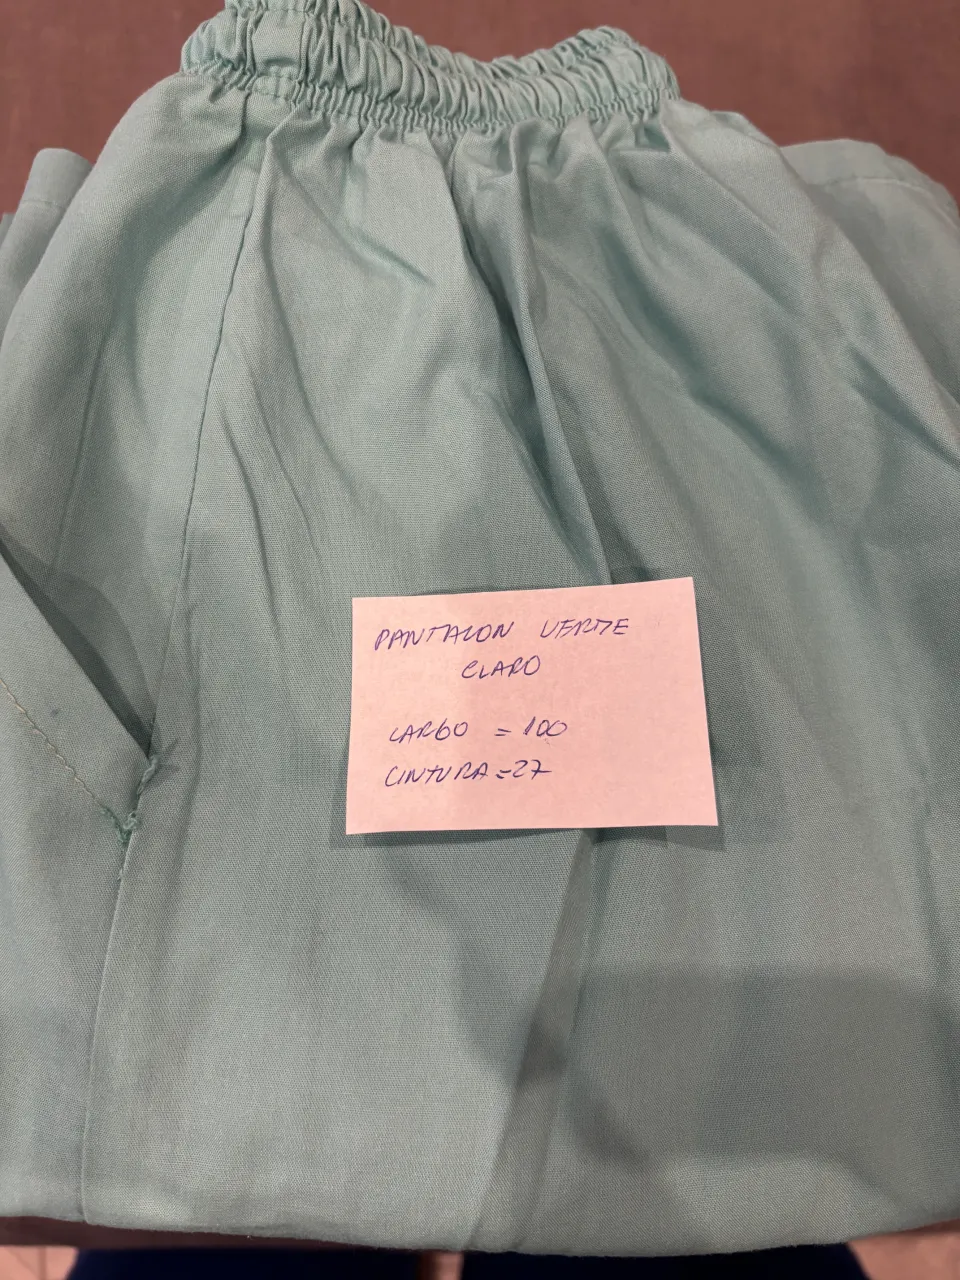 PANTALON VERDE
CLARO
LARGO = 100
CINTURA = 27